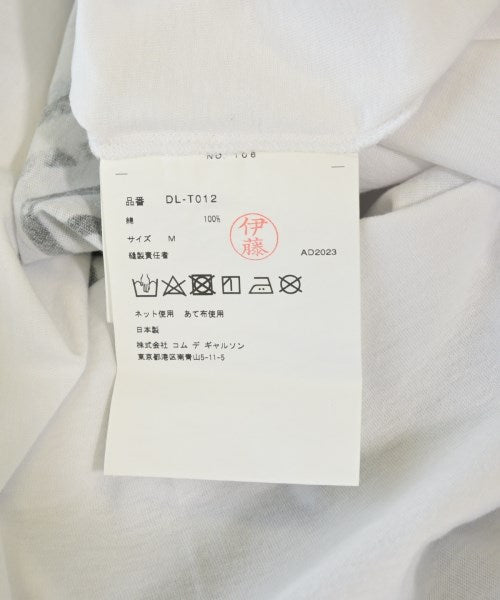 NO. 106
品番 DL-T012
綿 100%
サイズ M
伊藤
縫製責任者 AD2023
ネット使用 あて布使用
日本製
株式会社 コム デ ギャルソン
東京都港区南青山5-11-5